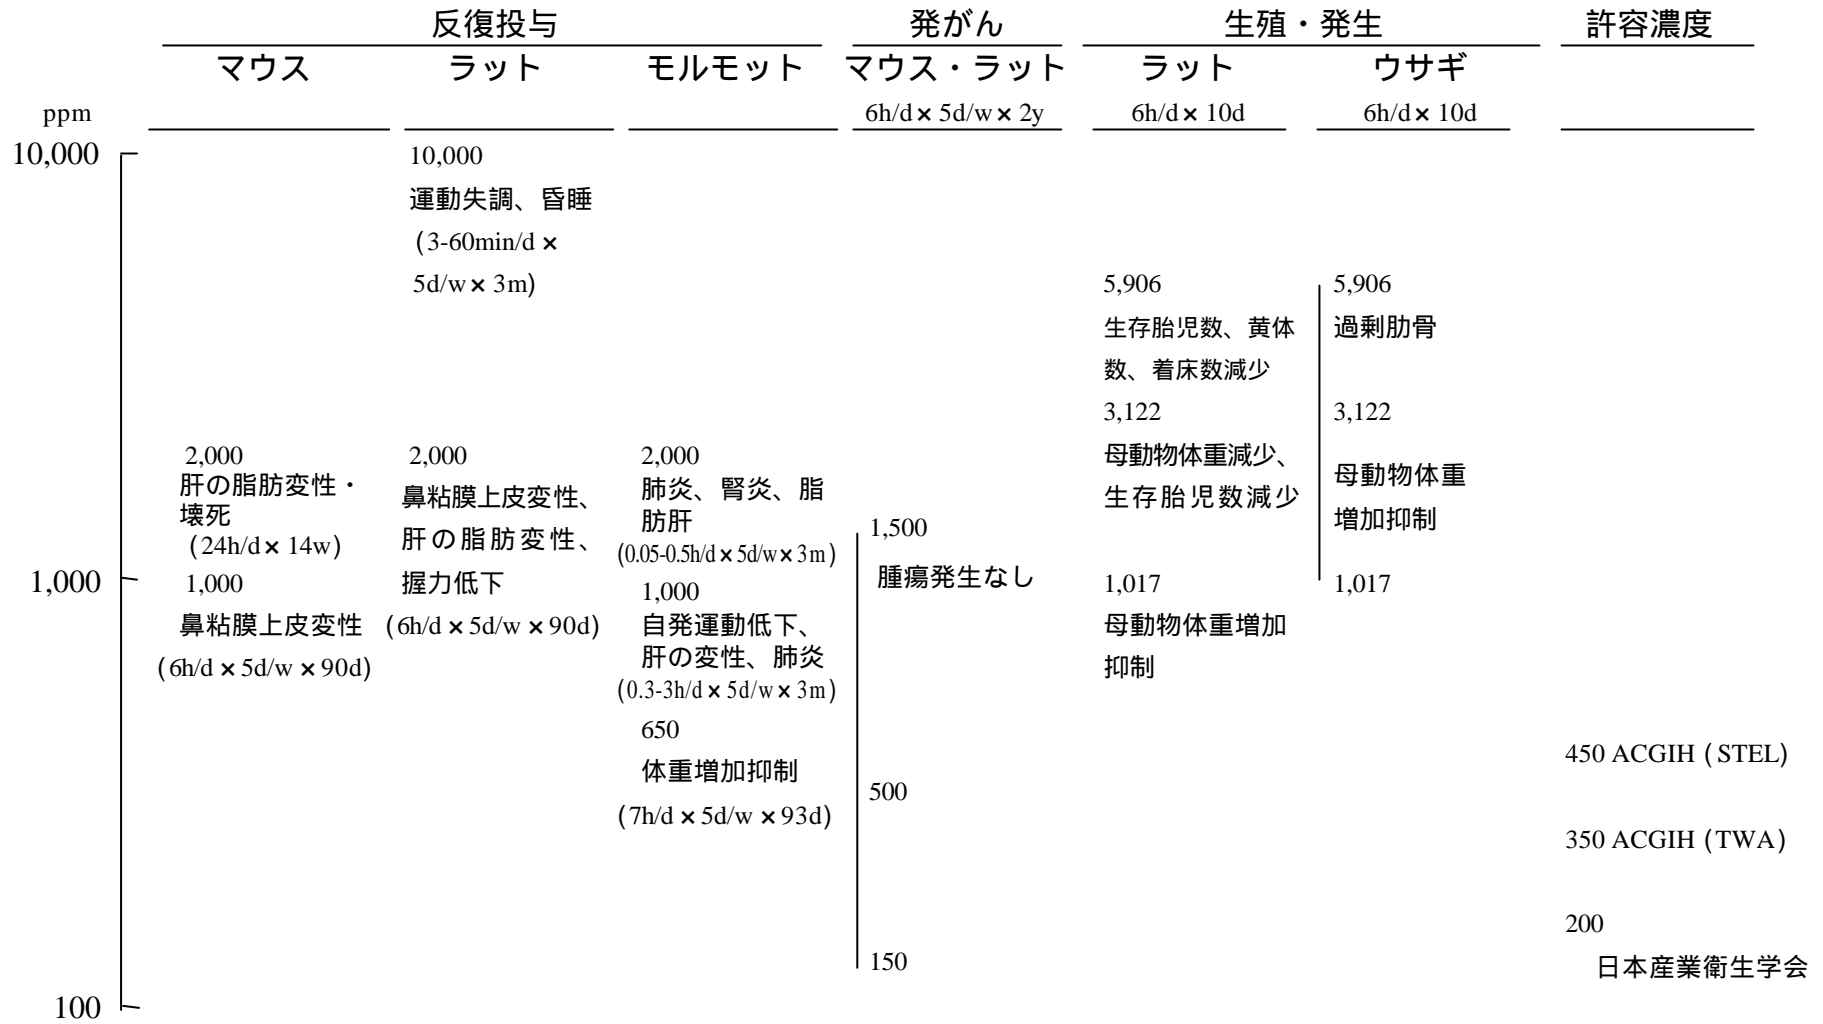 反復投与
発がん
生殖・発生
許容濃度
マウス
ラット
モルモット
マウス・ラット
ラット
ウサギ
ppm
6h/d × 5d/w × 2y
6h/d × 10d
6h/d × 10d
10,000
1,000
100
2,000
肝の脂肪変性・
壊死
(24h/d × 14w)
1,000
鼻粘膜上皮変性
(6h/d × 5d/w × 90d)
10,000
運動失調、昏睡
(3-60min/d ×
5d/w × 3m)
2,000
鼻粘膜上皮変性、
肝の脂肪変性、
握力低下
(6h/d × 5d/w × 90d)
2,000
肺炎、腎炎、脂
肪肝
(0.05-0.5h/d × 5d/w × 3m)
1,000
自発運動低下、
肝の変性、肺炎
(0.3-3h/d × 5d/w × 3m)
650
体重増加抑制
(7h/d × 5d/w × 93d)
1,500
腫瘍発生なし
500
150
5,906
生存胎児数、黄体
数、着床数減少
3,122
母動物体重減少、
生存胎児数減少
1,017
母動物体重増加
抑制
5,906
過剰肋骨
3,122
母動物体重
増加抑制
1,017
450 ACGIH (STEL)
350 ACGIH (TWA)
200
日本産業衛生学会